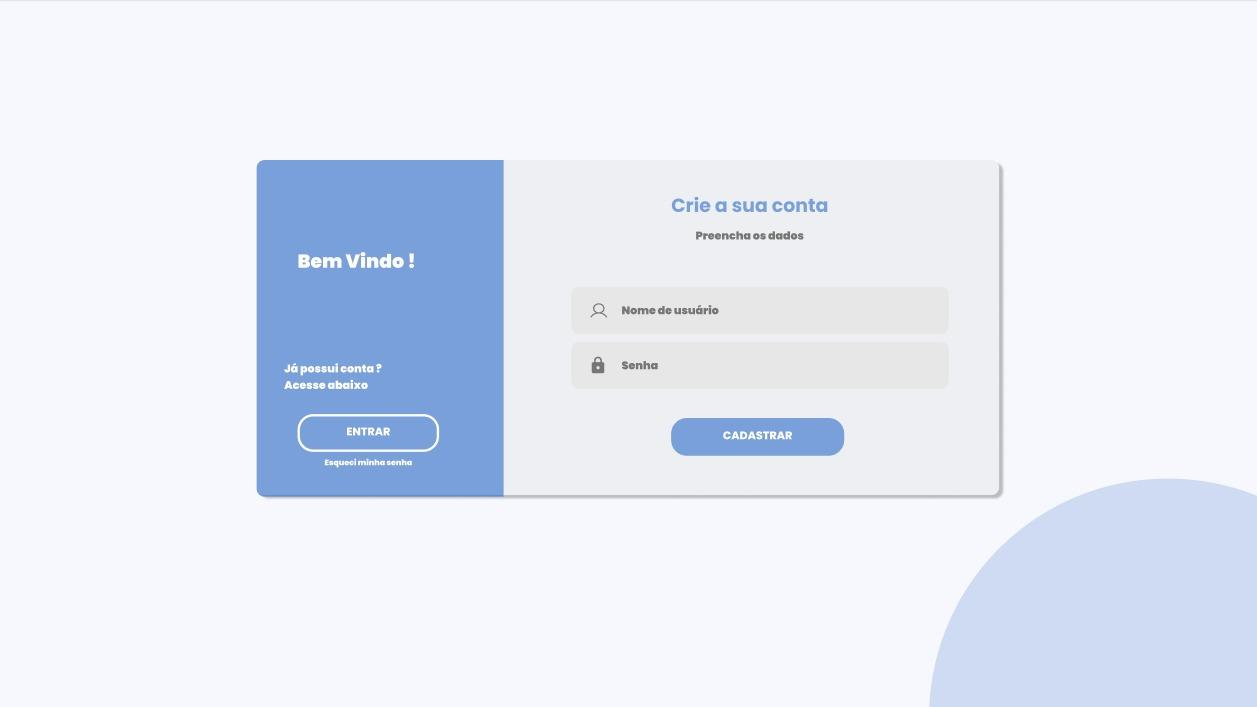 Bem Vindo !
Já possui conta ?
Acesse abaixo
ENTRAR
Esqueci minha senha
Crie a sua conta
Preencha os dados
Nome de usuário
Senha
CADASTRAR